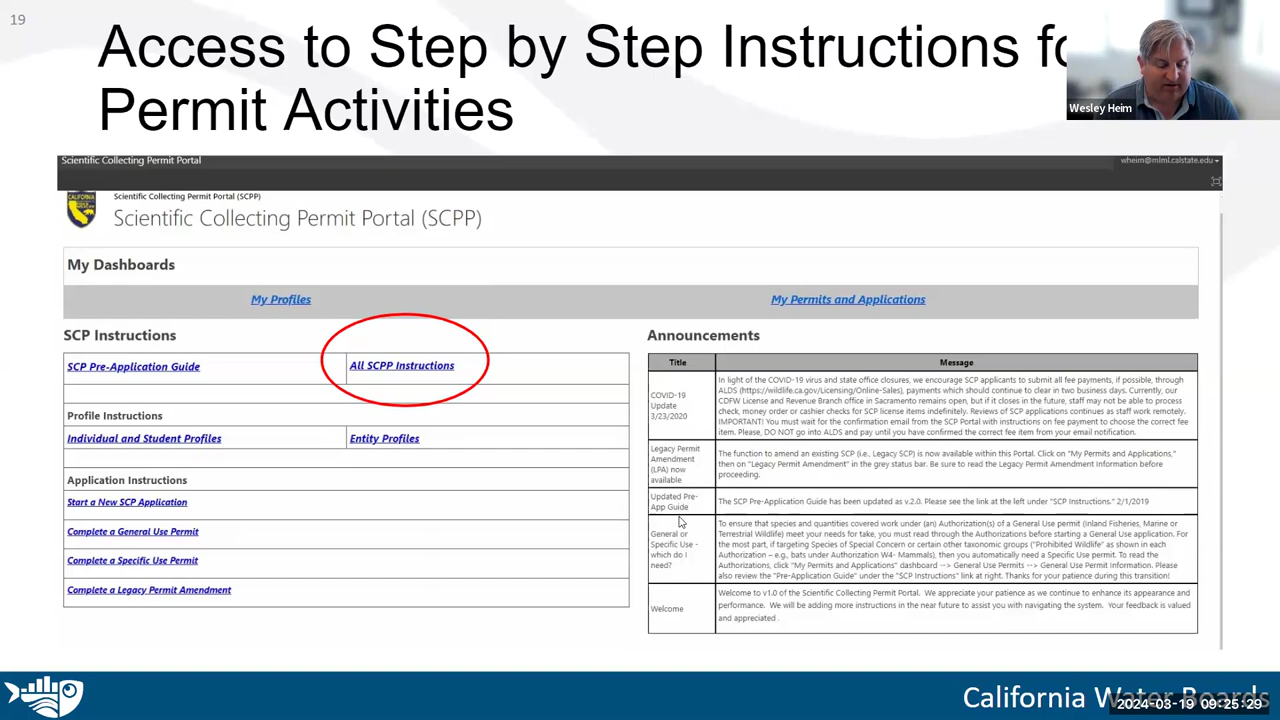 19
Access to Step by Step Instructions fo
Permit Activities
Wesley Heim
Scientific Collecting Permit Portal
wheim@mlml.calstate.edu
Scientific Collecting Permit Portal (SCPP)
Scientific Collecting Permit Portal (SCPP)
My Dashboards
My Profiles
My Permits and Applications
SCP Instructions
SCP Pre-Application Guide
All SCPP Instructions
Profile Instructions
Individual and Student Profiles
Entity Profiles
Application Instructions
Start a New SCP Application
Complete a General Use Permit
Complete a Specific Use Permit
Complete a Legacy Permit Amendment
Announcements
Title
Message
COVID-19
Update
3/23/2020
In light of the COVID-19 virus and state office closures, we encourage SCP applicants to submit all fee payments, if possible, through
ALDS (https://wildlife.ca.gov/Licensing/Online-Sales), payments which should continue to clear in two business days. Currently, our
CDFW License and Revenue Branch office in Sacramento remains open, but if it closes in the future, staff may not be able to process
check, money order or cashier checks for SCP license items indefinitely. Reviews of SCP applications continues as staff work remotely.
IMPORTANT! You must wait for the confirmation email from the SCP Portal with instructions on fee payment to choose the correct fee
item. Please, DO NOT go into ALDS and pay until you have confirmed the correct fee item from your email notification.
Legacy Permit
Amendment
(LPA) now
available
The function to amend an existing SCP (i.e., Legacy SCP) is now available within this Portal. Click on "My Permits and Applications,"
then on "Legacy Permit Amendment" in the grey status bar. Be sure to read the Legacy Permit Amendment Information before
proceeding.
Updated Pre-
App Guide
The SCP Pre-Application Guide has been updated as v.2.0. Please see the link at the left under "SCP Instructions." 2/1/2019
General or
Specific Use -
which do I
need?
To ensure that species and quantities covered work under (an) Authorization(s) of a General Use permit (Inland Fisheries, Marine or
Terrestrial Wildlife) meet your needs for take, you must read through the Authorizations before starting a General Use application. For
the most part, if targeting Species of Special Concern or certain other taxonomic groups ("Prohibited Wildlife" as shown in each
Authorization – e.g., bats under Authorization W4- Mammals), then you automatically need a Specific Use permit. To read the
Authorizations, click "My Permits and Applications" dashboard --> General Use Permits --> General Use Permit Information. Please
also review the "Pre-Application Guide" under the "SCP Instructions" link at right. Thanks for your patience during this transition!
Welcome
Welcome to v1.0 of the Scientific Collecting Permit Portal. We appreciate your patience as we continue to enhance its appearance and
performance. We will be adding more instructions in the near future to assist you with navigating the system. Your feedback is valued
and appreciated .
California Water Boards
2024-03-19 09:25:29